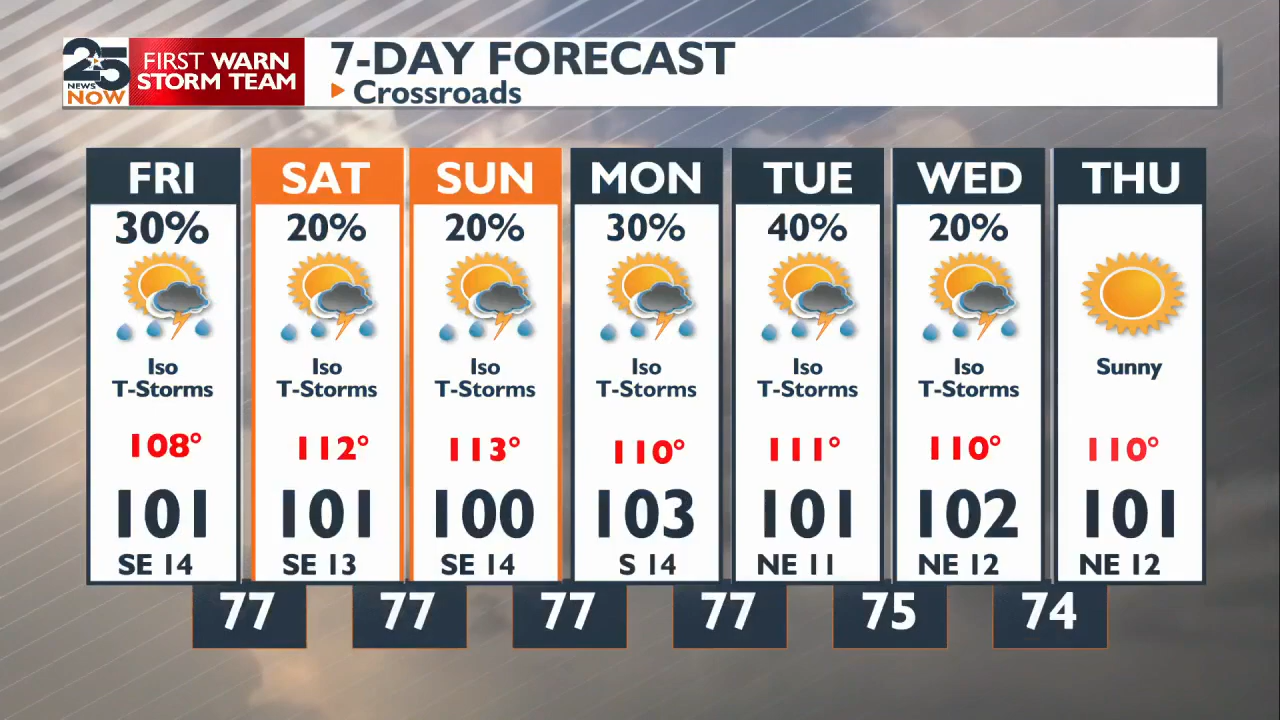 25
NEWS
NOW
FIRST WARN
STORM TEAM
7-DAY FORECAST
Crossroads
FRI
30%
Iso
T-Storms
108°
101
SE 14
SAT
20%
Iso
T-Storms
112°
101
SE 13
SUN
20%
Iso
T-Storms
113°
100
SE 14
MON
30%
Iso
T-Storms
110°
103
S 14
TUE
40%
Iso
T-Storms
111°
101
NE 11
WED
20%
Iso
T-Storms
110°
102
NE 12
THU
Sunny
110°
101
NE 12
77 77 77 77 75 74